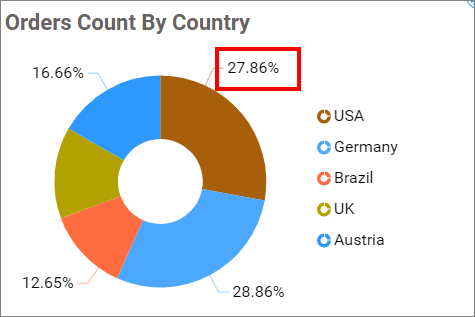 Orders Count By Country
16.66%
27.86%
12.65%
28.86%
USA
Germany
Brazil
UK
Austria